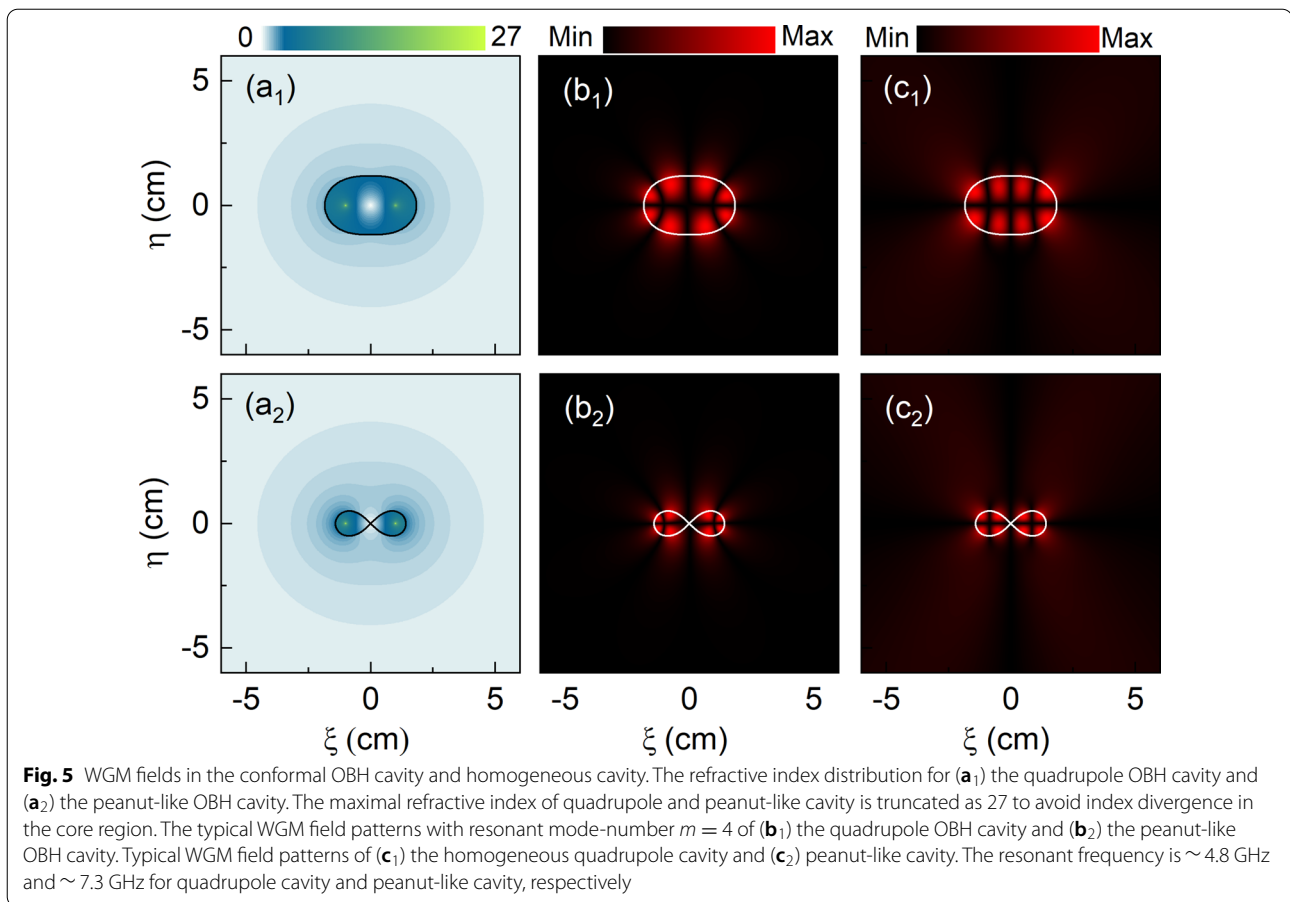 0 27 Min Max Min Max
5 (a₁) (b₁) (c₁)
η (cm)
0
-5
5 (a₂) (b₂) (c₂)
η (cm)
0
-5
-5 0 5 -5 0 5 -5 0 5
ξ (cm) ξ (cm) ξ (cm)
Fig. 5 WGM fields in the conformal OBH cavity and homogeneous cavity. The refractive index distribution for (a₁) the quadrupole OBH cavity and
(a₂) the peanut-like OBH cavity. The maximal refractive index of quadrupole and peanut-like cavity is truncated as 27 to avoid index divergence in
the core region. The typical WGM field patterns with resonant mode-number m = 4 of (b₁) the quadrupole OBH cavity and (b₂) the peanut-like
OBH cavity. Typical WGM field patterns of (c₁) the homogeneous quadrupole cavity and (c₂) peanut-like cavity. The resonant frequency is ~ 4.8 GHz
and ~ 7.3 GHz for quadrupole cavity and peanut-like cavity, respectively